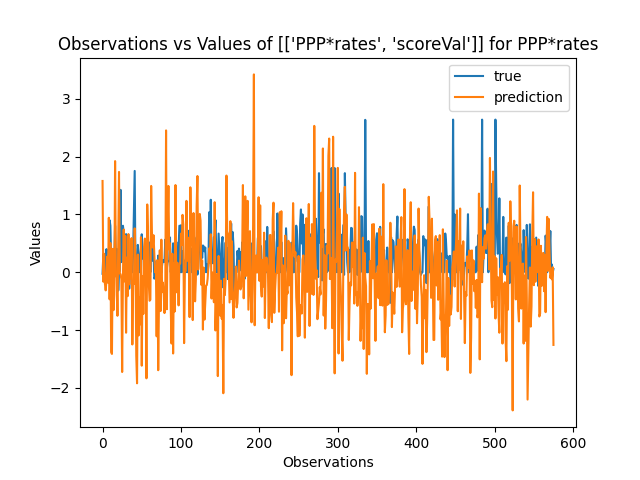 Observations vs Values of [['PPP*rates', 'scoreVal']] for PPP*rates
true
prediction
3
2
1
0
−1
−2
Values
0
100
200
300
400
500
600
Observations